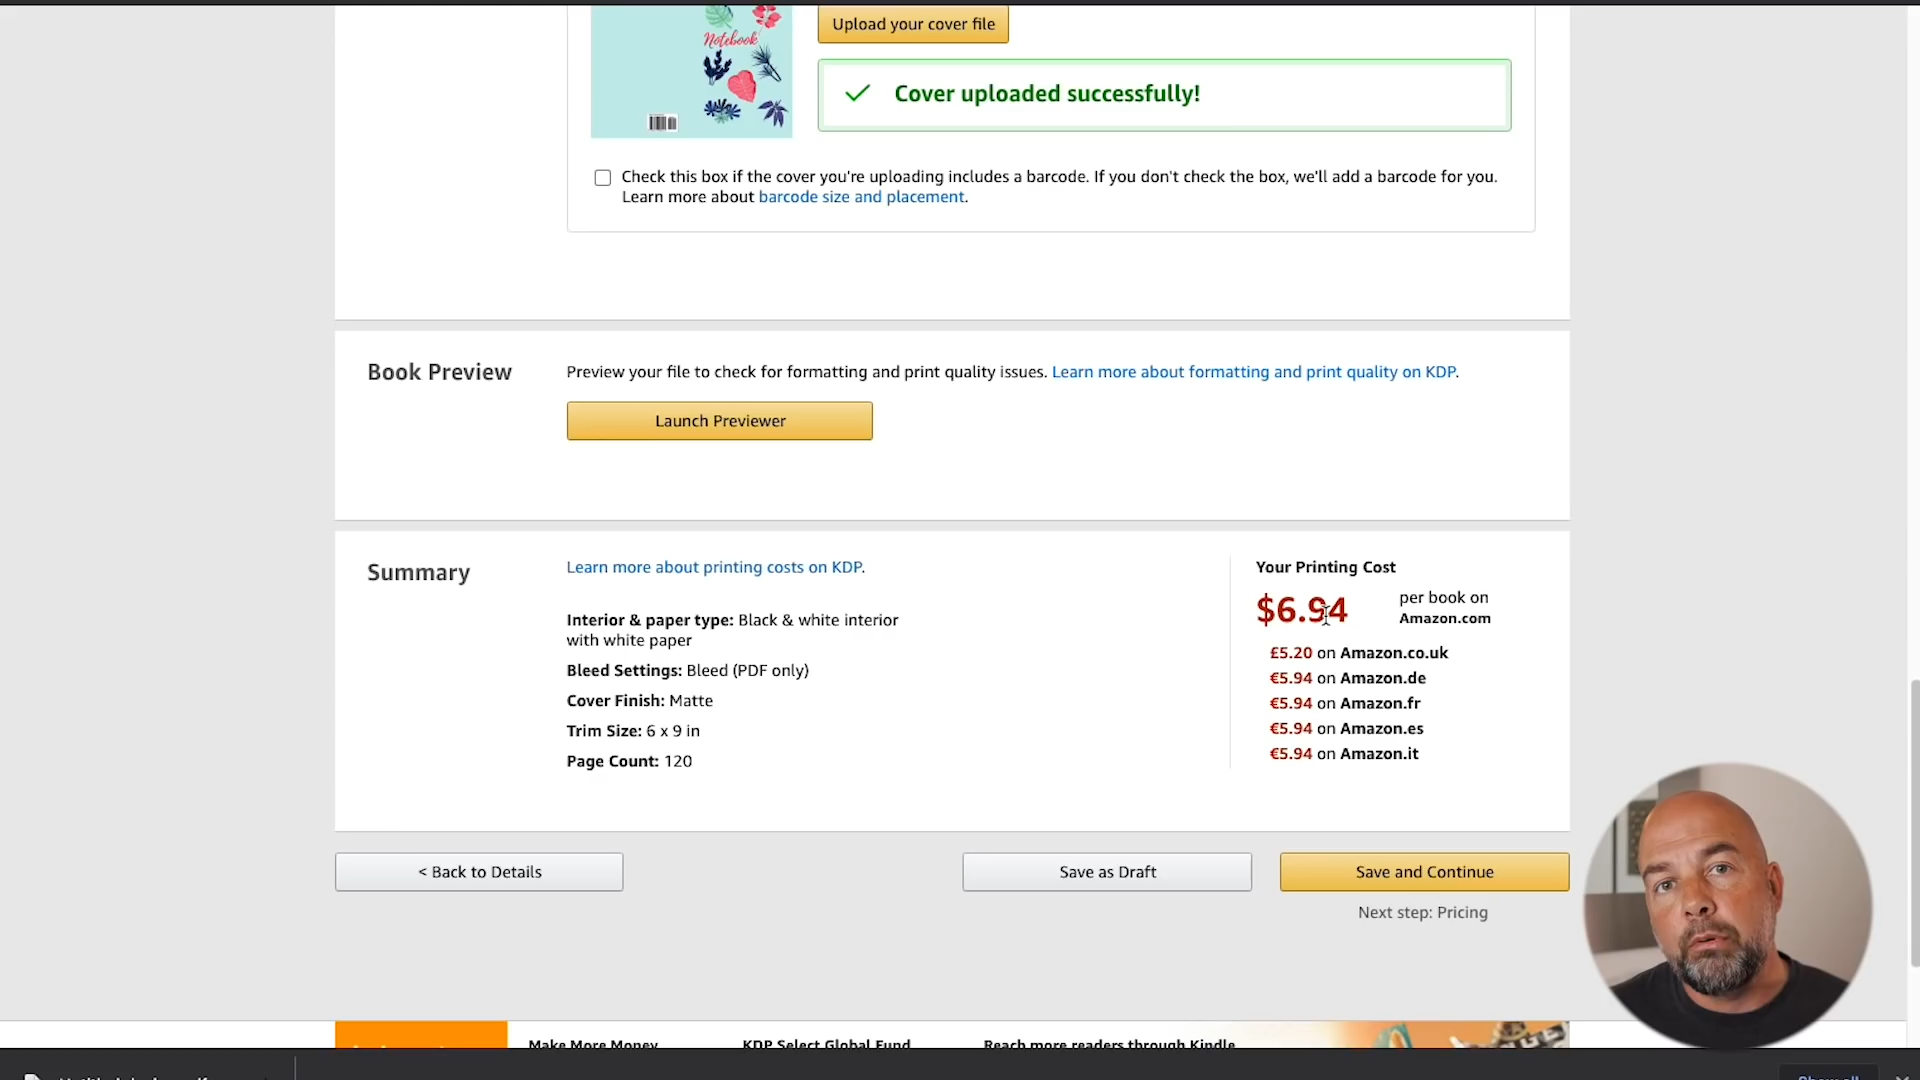 Notebook
Upload your cover file
Cover uploaded successfully!
Check this box if the cover you're uploading includes a barcode. If you don't check the box, we'll add a barcode for you.
Learn more about barcode size and placement.
Book Preview
Preview your file to check for formatting and print quality issues. Learn more about formatting and print quality on KDP.
Launch Previewer
Summary
Learn more about printing costs on KDP.
Interior & paper type: Black & white interior
with white paper
Bleed Settings: Bleed (PDF only)
Cover Finish: Matte
Trim Size: 6 x 9 in
Page Count: 120
Your Printing Cost
$6.94
per book on
Amazon.com
£5.20 on Amazon.co.uk
€5.94 on Amazon.de
€5.94 on Amazon.fr
€5.94 on Amazon.es
€5.94 on Amazon.it
< Back to Details
Save as Draft
Save and Continue
Next step: Pricing
Make More Money
KDP Select Global Fund
Reach more readers through Kindle
Show all